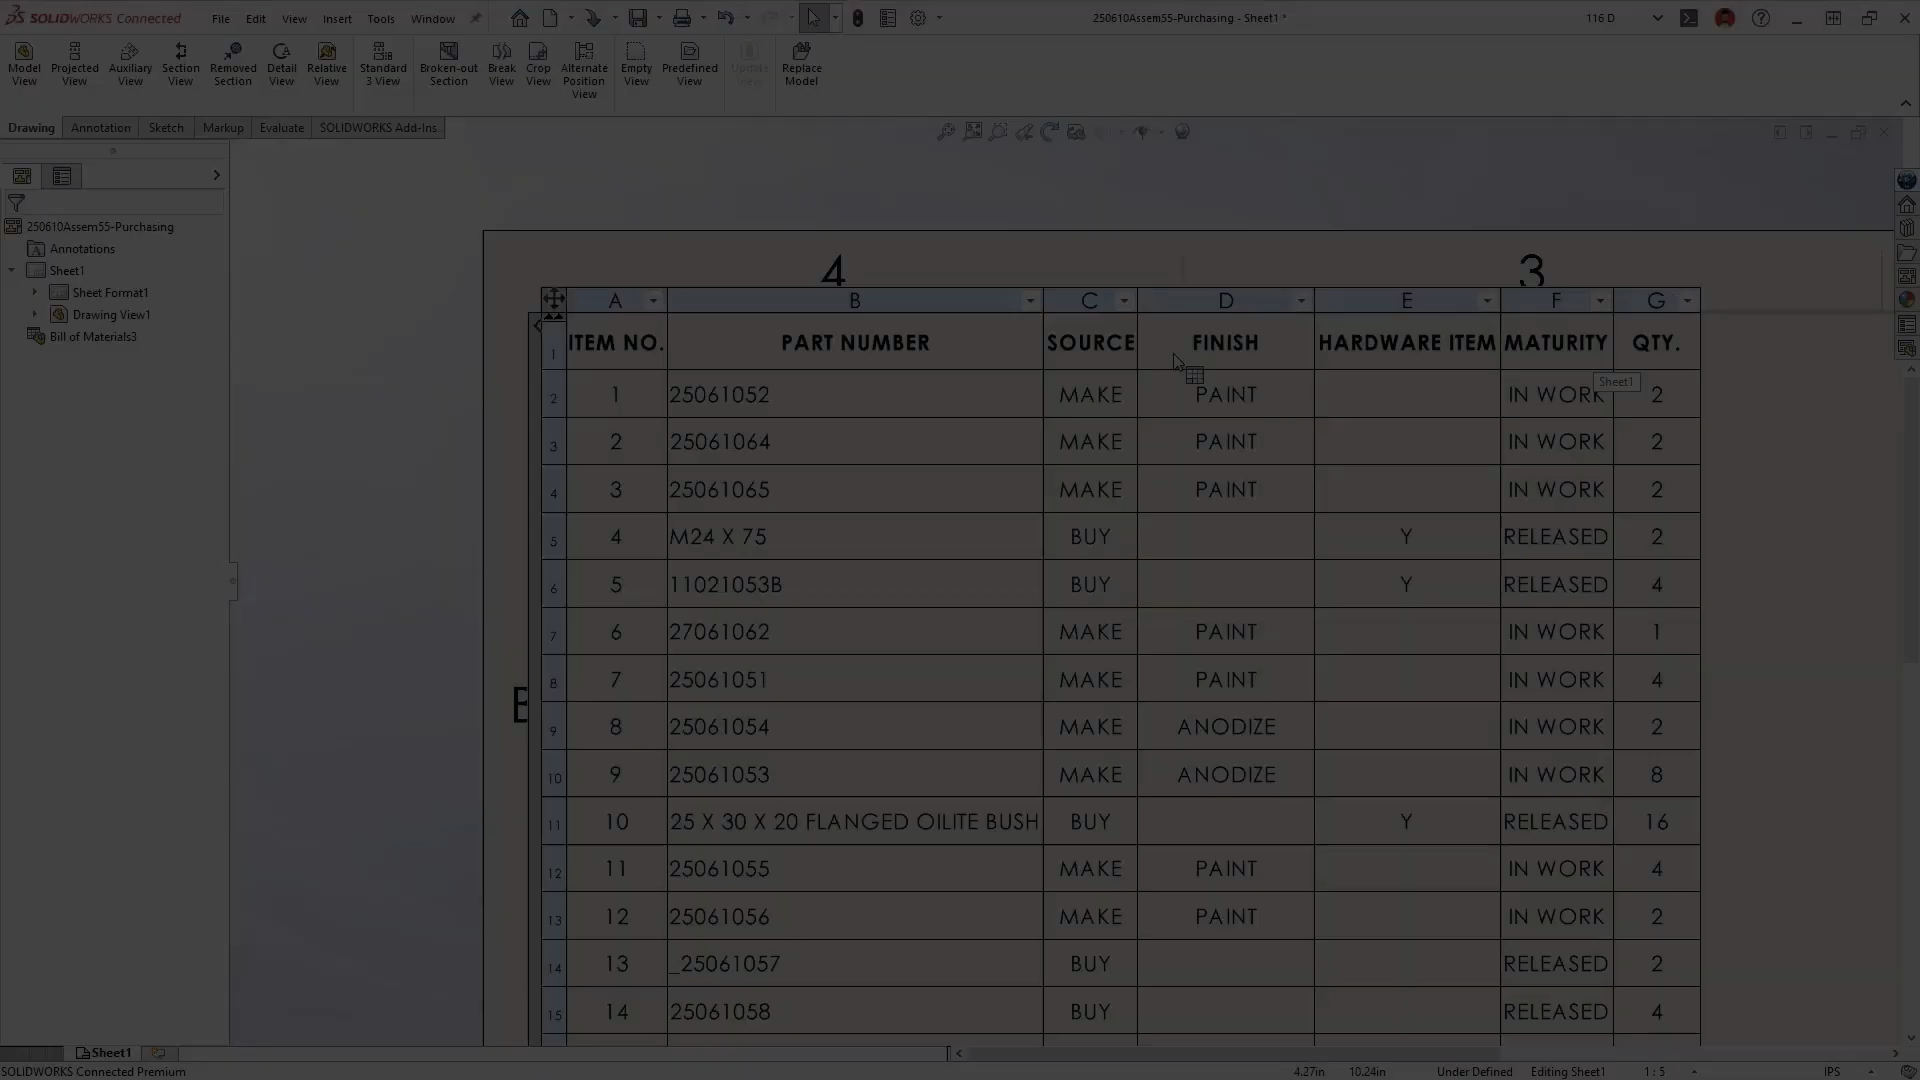 SOLIDWORKS Connected
File Edit View Insert Tools Window
250610Assem55-Purchasing - Sheet1 *
116 D
Model View
Projected View
Auxiliary View
Section View
Removed Section
Detail View
Relative View
Standard 3 View
Broken-out Section
Break View
Crop View
Alternate Position View
Empty View
Predefined View
Update View
Replace Model
Drawing Annotation Sketch Markup Evaluate SOLIDWORKS Add-Ins
250610Assem55-Purchasing
Annotations
Sheet1
Sheet Format1
Drawing View1
Bill of Materials3
4 3
A B C D E F G
1 ITEM NO. PART NUMBER SOURCE FINISH HARDWARE ITEM MATURITY QTY.
Sheet1
2 1 25061052 MAKE PAINT IN WORK 2
3 2 25061064 MAKE PAINT IN WORK 2
4 3 25061065 MAKE PAINT IN WORK 2
5 4 M24 X 75 BUY Y RELEASED 2
6 5 11021053B BUY Y RELEASED 4
7 6 27061062 MAKE PAINT IN WORK 1
8 7 25061051 MAKE PAINT IN WORK 4
9 8 25061054 MAKE ANODIZE IN WORK 2
10 9 25061053 MAKE ANODIZE IN WORK 8
11 10 25 X 30 X 20 FLANGED OILITE BUSH BUY Y RELEASED 16
12 11 25061055 MAKE PAINT IN WORK 4
13 12 25061056 MAKE PAINT IN WORK 2
14 13 _25061057 BUY RELEASED 2
15 14 25061058 BUY RELEASED 4
Sheet1
SOLIDWORKS Connected Premium 4.27in 10.24in Under Defined Editing Sheet1 1 : 5 IPS